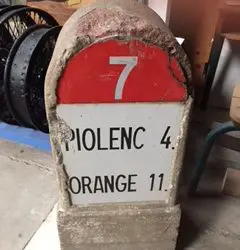 7
PIOLENC 4.
ORANGE 11.